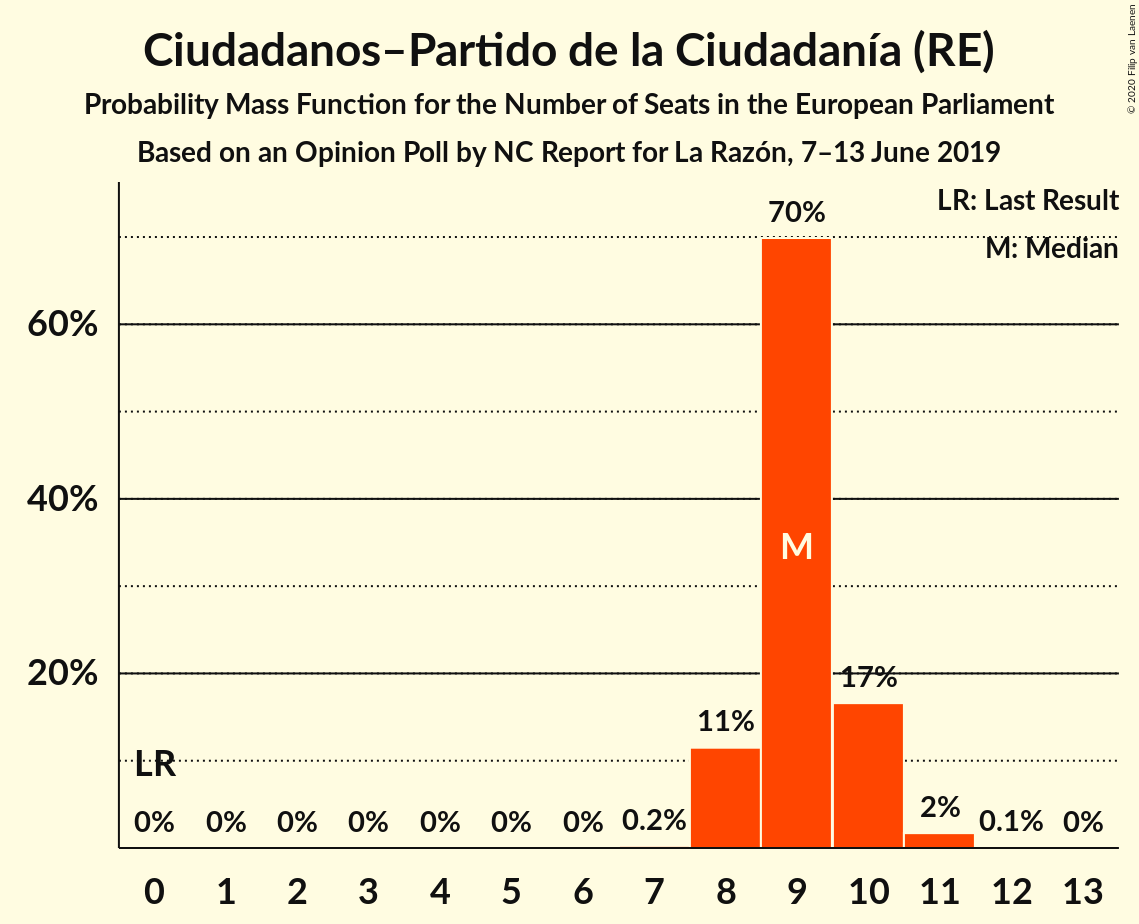 Ciudadanos–Partido de la Ciudadanía (RE)
Probability Mass Function for the Number of Seats in the European Parliament
Based on an Opinion Poll by NC Report for La Razón, 7–13 June 2019
© 2020 Filip van Laenen
LR: Last Result
M: Median
70%
60%
40%
M
20%
17%
11%
LR
2%
0% 0% 0% 0% 0% 0% 0% 0.2% 0.1% 0%
0 1 2 3 4 5 6 7 8 9 10 11 12 13